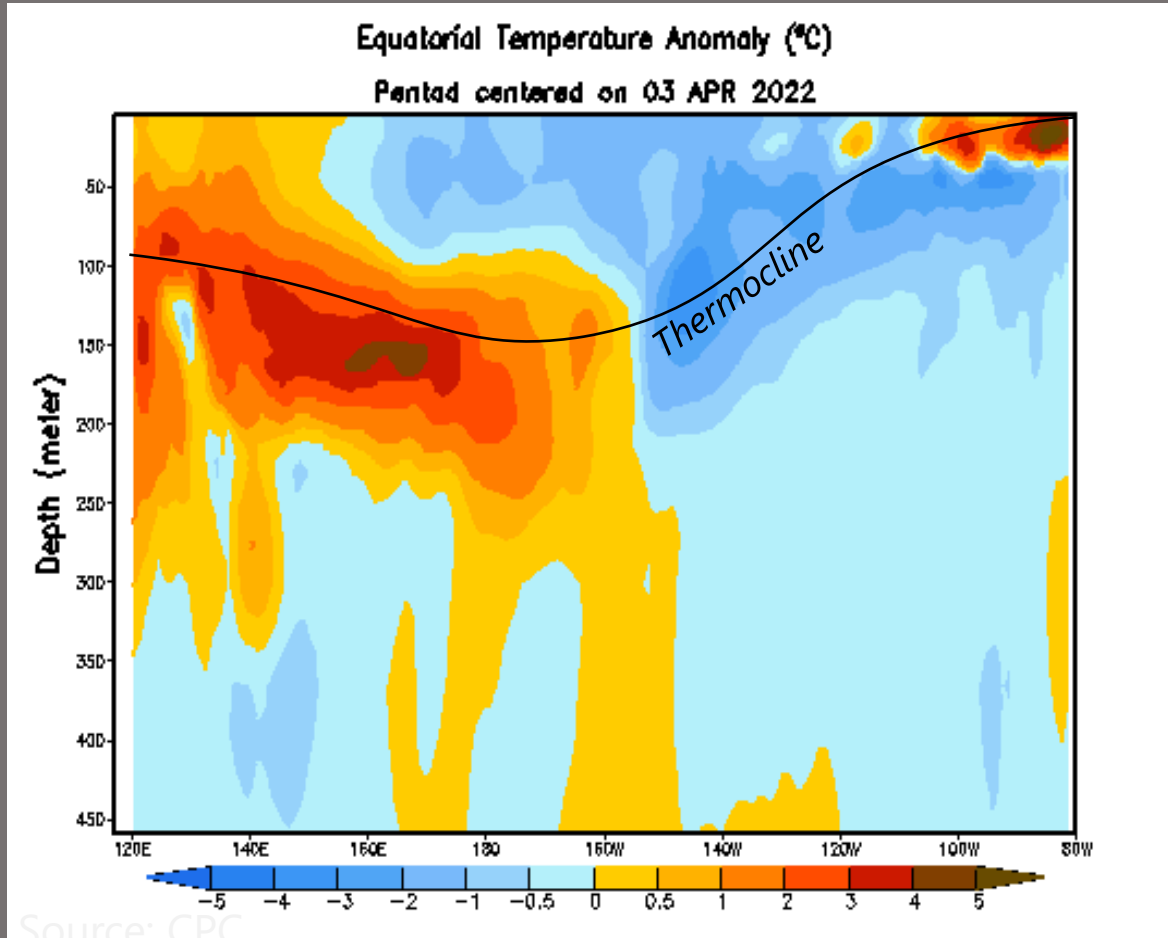 Equatorial Temperature Anomaly (°C)
Pentad centered on 03 APR 2022
Depth (meter)
50
100
150
200
250
300
350
400
450
Thermocline
120E 140E 160E 180 160W 140W 120W 100W 80W
-5 -4 -3 -2 -1 -0.5 0 0.5 1 2 3 4 5
Source: CPC